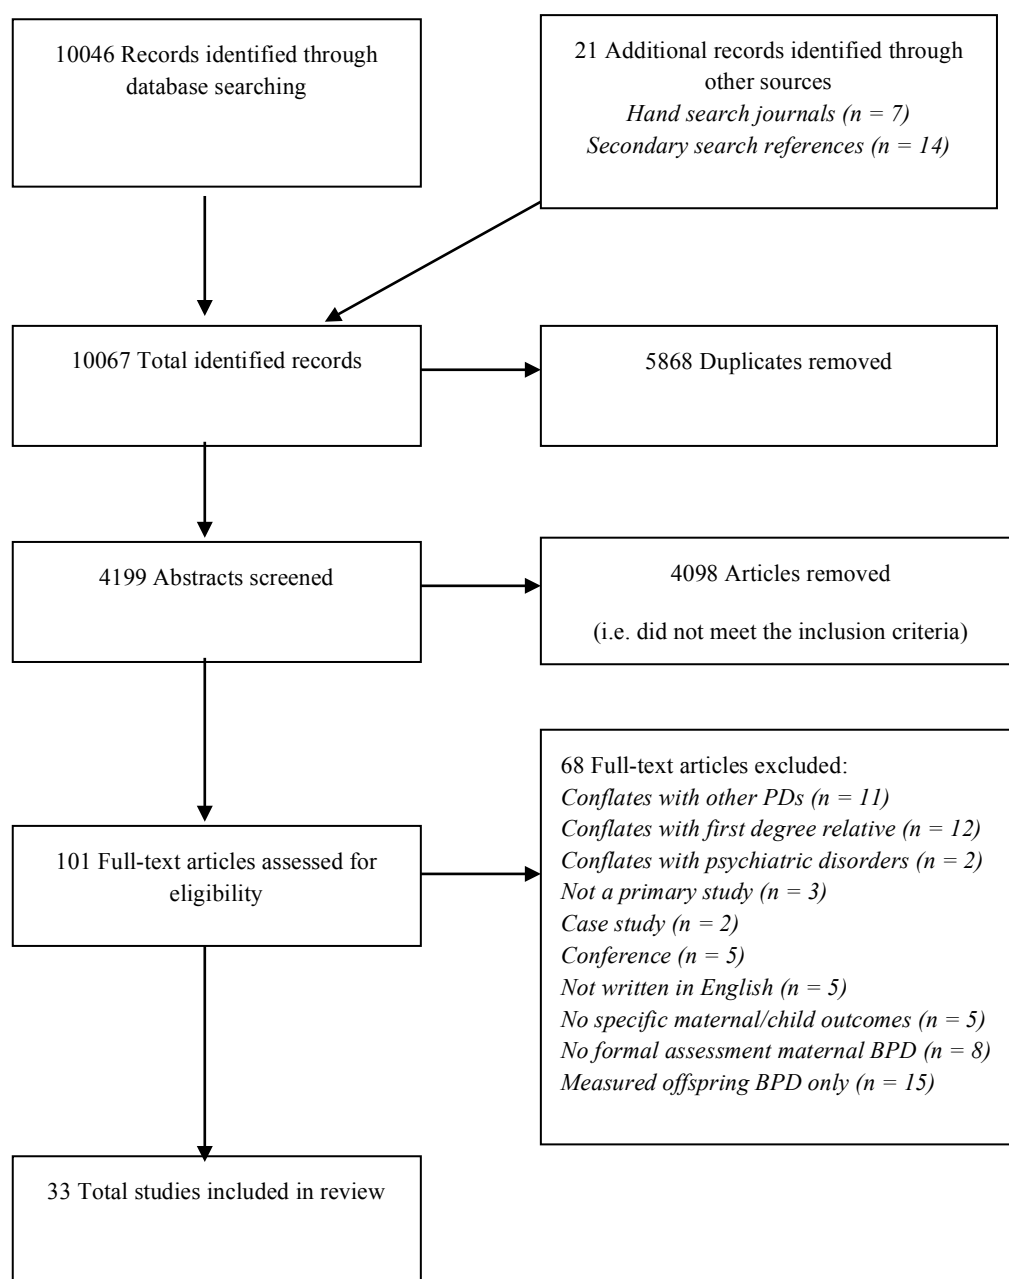 10046 Records identified through
database searching
21 Additional records identified through
other sources
Hand search journals (n = 7)
Secondary search references (n = 14)
10067 Total identified records
5868 Duplicates removed
4199 Abstracts screened
4098 Articles removed
(i.e. did not meet the inclusion criteria)
101 Full-text articles assessed for
eligibility
68 Full-text articles excluded:
Conflates with other PDs (n = 11)
Conflates with first degree relative (n = 12)
Conflates with psychiatric disorders (n = 2)
Not a primary study (n = 3)
Case study (n = 2)
Conference (n = 5)
Not written in English (n = 5)
No specific maternal/child outcomes (n = 5)
No formal assessment maternal BPD (n = 8)
Measured offspring BPD only (n = 15)
33 Total studies included in review